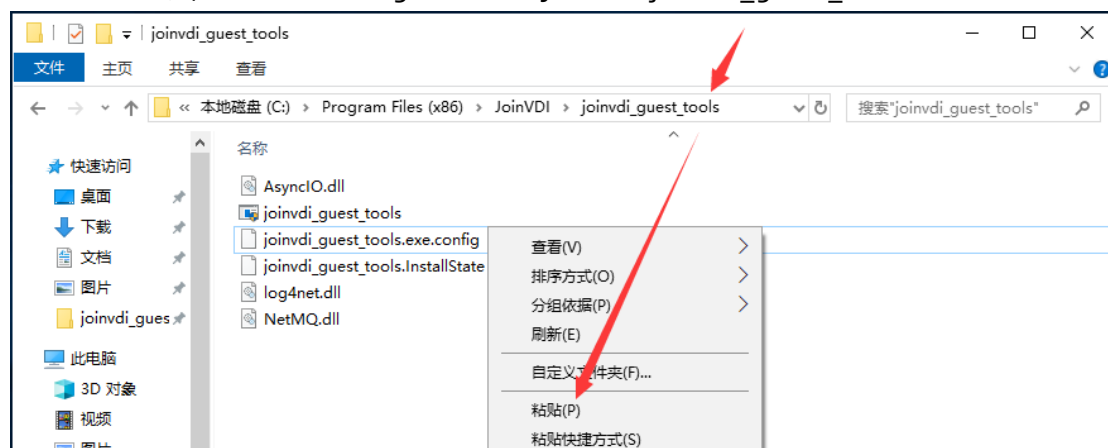 joinvdi_guest_tools
文件 主页 共享 查看
« 本地磁盘 (C:) › Program Files (x86) › JoinVDI › joinvdi_guest_tools 搜索"joinvdi_guest_tools"
快速访问
桌面
下载
文档
图片
joinvdi_gues
此电脑
3D 对象
视频
图片
名称
AsyncIO.dll
joinvdi_guest_tools
joinvdi_guest_tools.exe.config
joinvdi_guest_tools.InstallState
log4net.dll
NetMQ.dll
查看(V)
排序方式(O)
分组依据(P)
刷新(E)
自定义文件夹(F)...
粘贴(P)
粘贴快捷方式(S)